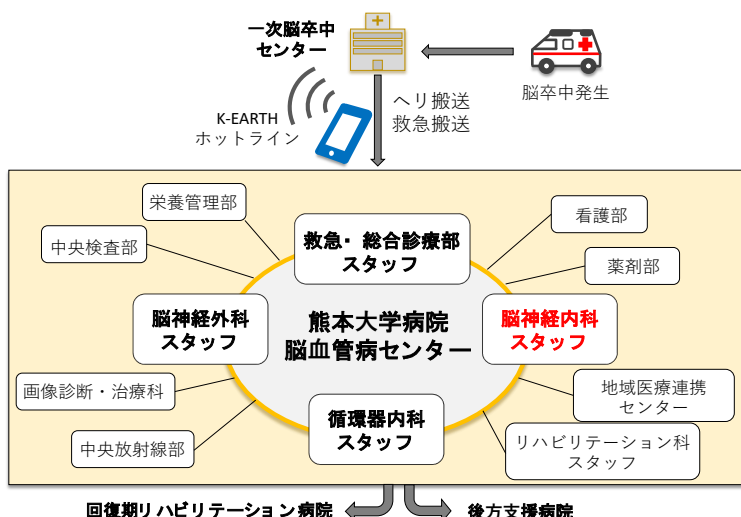 一次脳卒中
センター
脳卒中発生
K-EARTH
ホットライン
ヘリ搬送
救急搬送
栄養管理部
看護部
中央検査部
救急・総合診療部
スタッフ
薬剤部
脳神経外科
スタッフ
熊本大学病院
脳血管病センター
脳神経内科
スタッフ
画像診断・治療科
地域医療連携
センター
循環器内科
スタッフ
中央放射線部
リハビリテーション科
スタッフ
回復期リハビリテーション病院
後方支援病院